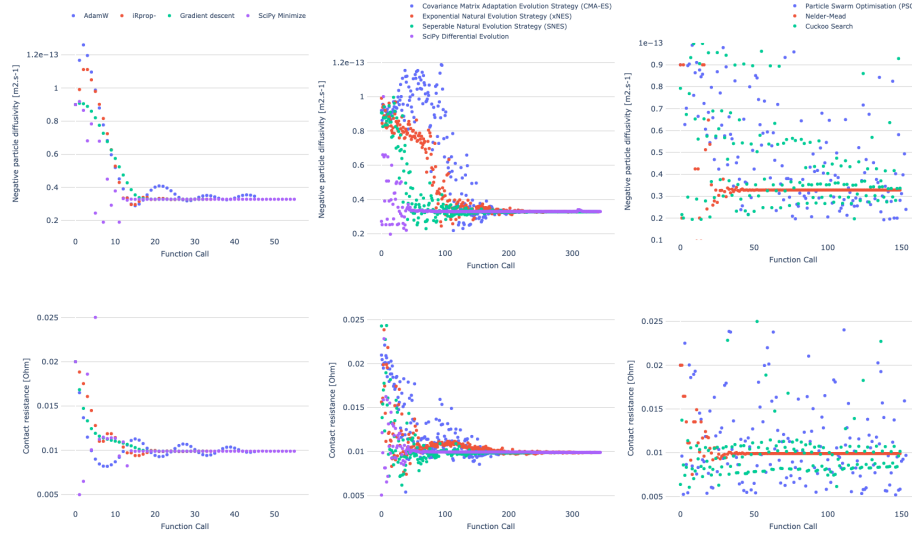 AdamW iRprop- Gradient descent SciPy Minimize
Covariance Matrix Adaptation Evolution Strategy (CMA-ES)
Exponential Natural Evolution Strategy (xNES)
Seperable Natural Evolution Strategy (SNES)
SciPy Differential Evolution
Particle Swarm Optimisation (PSO
Nelder-Mead
Cuckoo Search
Negative particle diffusivity [m2.s-1]
1.2e-13
1
0.8
0.6
0.4
0.2
0 10 20 30 40 50
Function Call
Negative particle diffusivity [m2.s-1]
1.2e-13
1
0.8
0.6
0.4
0.2
0 100 200 300
Function Call
Negative particle diffusivity [m2.s-1]
1e-13
0.9
0.8
0.7
0.6
0.5
0.4
0.3
0.2
0.1
0 50 100 150
Function Call
Contact resistance [Ohm]
0.025
0.02
0.015
0.01
0.005
0 10 20 30 40 50
Function Call
Contact resistance [Ohm]
0.025
0.02
0.015
0.01
0.005
0 100 200 300
Function Call
Contact resistance [Ohm]
0.025
0.02
0.015
0.01
0.005
0 50 100 150
Function Call